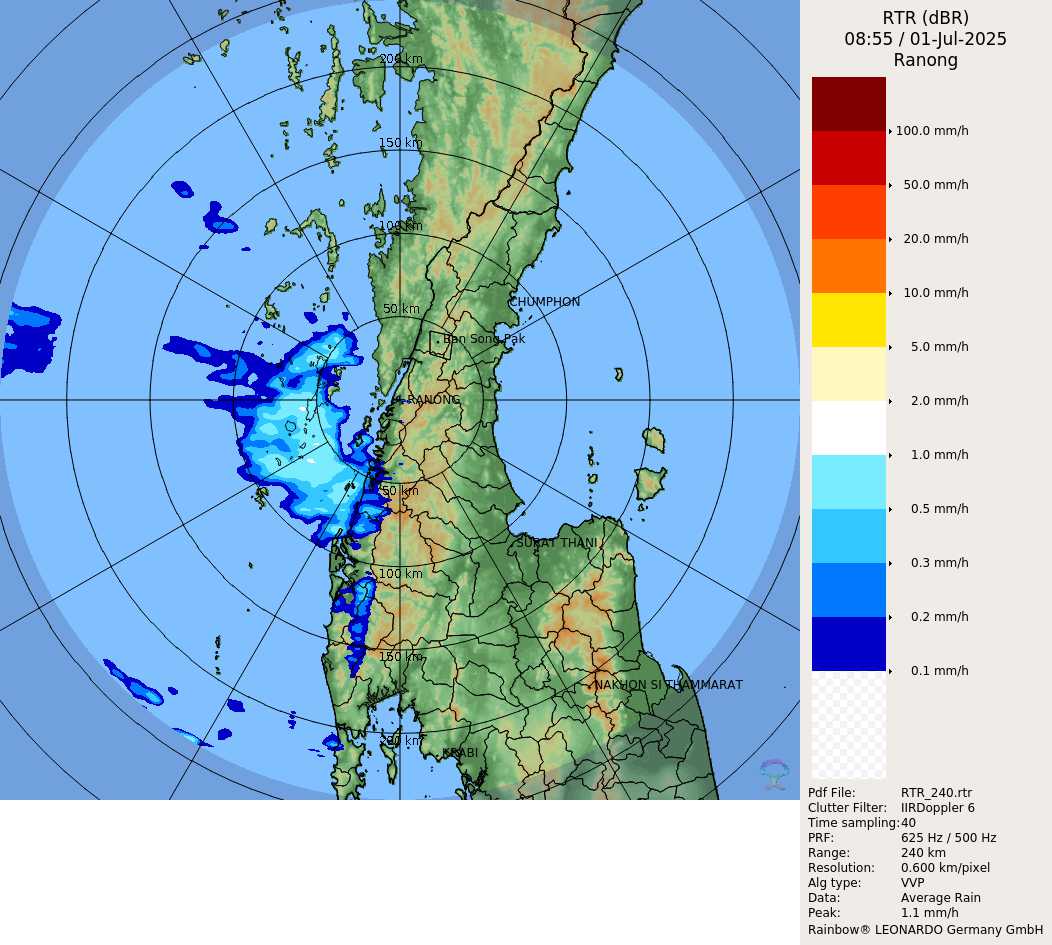 RTR (dBR)
08:55 / 01-Jul-2025
Ranong
200 km
150 km
100 km
50 km
CHUMPHON
Ban Song Pak
RANONG
50 km
SURAT THANI
100 km
150 km
NAKHON SI THAMMARAT
200 km
KRABI
100.0 mm/h
50.0 mm/h
20.0 mm/h
10.0 mm/h
5.0 mm/h
2.0 mm/h
1.0 mm/h
0.5 mm/h
0.3 mm/h
0.2 mm/h
0.1 mm/h
Pdf File: RTR_240.rtr
Clutter Filter: IIRDoppler 6
Time sampling:40
PRF: 625 Hz / 500 Hz
Range: 240 km
Resolution: 0.600 km/pixel
Alg type: VVP
Data: Average Rain
Peak: 1.1 mm/h
Rainbow® LEONARDO Germany GmbH